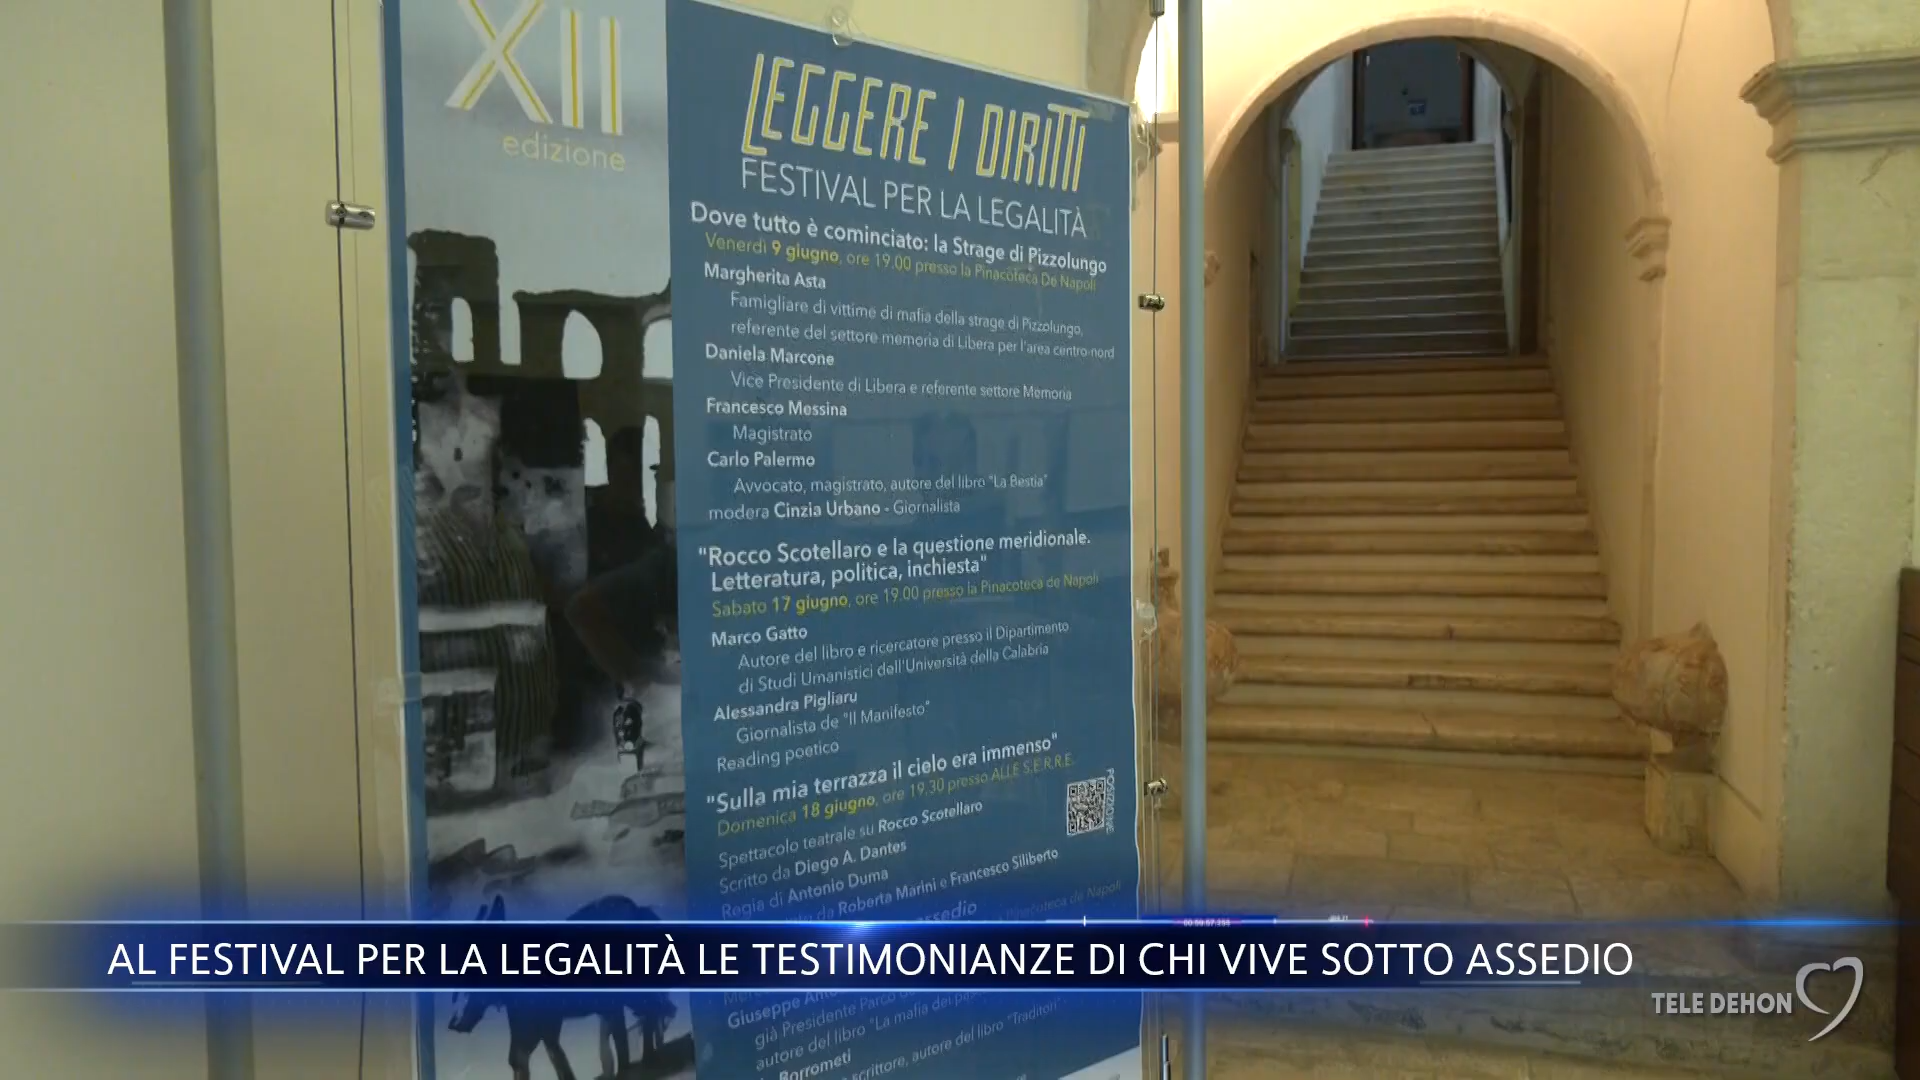 XII
edizione
LEGGERE I DIRITTI
FESTIVAL PER LA LEGALITÀ
Dove tutto è cominciato: la Strage di Pizzolungo
Venerdì 9 giugno, ore 19.00 presso la Pinacoteca De Napoli
Margherita Asta
Famigliare di vittime di mafia della strage di Pizzolungo,
referente del settore memoria di Libera per l'area centro-nord
Daniela Marcone
Vice Presidente di Libera e referente settore Memoria
Francesco Messina
Magistrato
Carlo Palermo
Avvocato, magistrato, autore del libro "La Bestia"
modera Cinzia Urbano - Giornalista
"Rocco Scotellaro e la questione meridionale.
Letteratura, politica, inchiesta"
Sabato 17 giugno, ore 19.00 presso la Pinacoteca de Napoli
Marco Gatto
Autore del libro e ricercatore presso il Dipartimento
di Studi Umanistici dell'Università della Calabria
Alessandra Pigliaru
Giornalista de "Il Manifesto"
Reading poetico
"Sulla mia terrazza il cielo era immenso"
Domenica 18 giugno, ore 19.30 presso ALLE S.E.R.R.E.
POSIZIONE
Spettacolo teatrale su Rocco Scotellaro
Scritto da Diego A. Dantes
Regia di Antonio Duma
da Roberta Marini e Francesco Siliberto
assedio
Pinacoteca de Napoli
AL FESTIVAL PER LA LEGALITÀ LE TESTIMONIANZE DI CHI VIVE SOTTO ASSEDIO
TELE DEHON
Giuseppe
già Presidente Parco
autore del libro "La mafia dei
Borrometi
scrittore, autore del libro "Traditori".